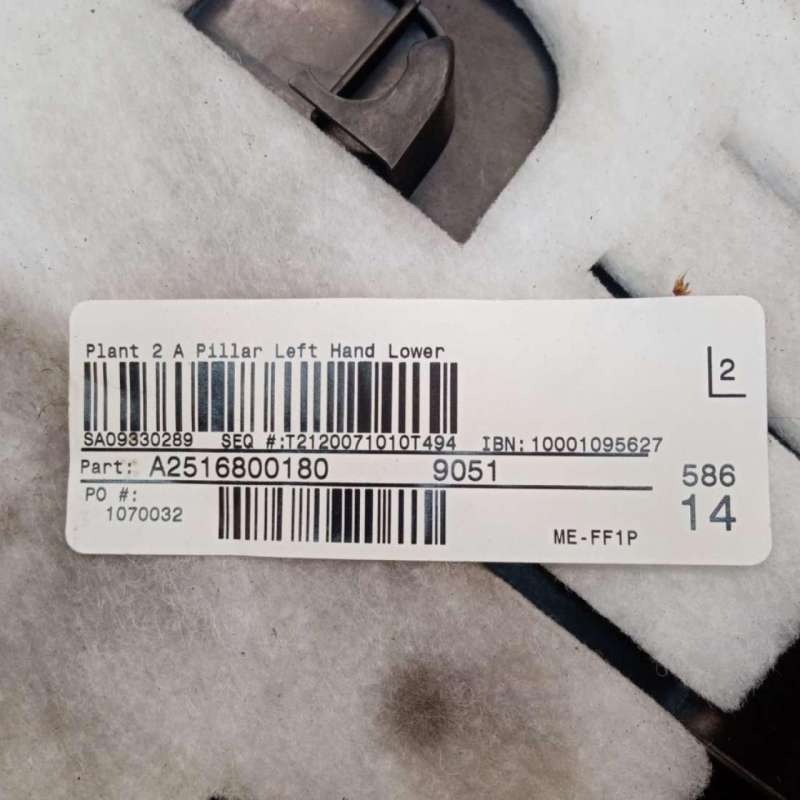 Plant 2 A Pillar Left Hand Lower
2
SA09330289 SEQ #:T2120071010T494 IBN:10001095627
Part: A2516800180 9051
586
PO #:
1070032
14
ME-FF1P